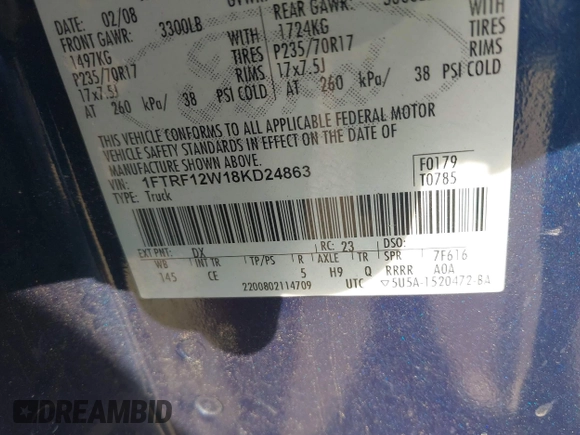 DATE: 02/08
FRONT GAWR: 3300LB
1497KG WITH
P235/70R17 TIRES
17x7.5J RIMS
AT 260 kPa/ 38 PSI COLD
REAR GAWR:
1724KG WITH
P235/70R17 TIRES
17x7.5J RIMS
AT 260 kPa/ 38 PSI COLD
THIS VEHICLE CONFORMS TO ALL APPLICABLE FEDERAL MOTOR
VEHICLE SAFETY STANDARDS IN EFFECT ON THE DATE OF
MANUFACTURE SHOWN ABOVE.
VIN: 1FTRF12W18KD24863
TYPE: Truck
F0179
T0785
EXT PNT: DX RC: 23 DSO:
WB INT TR TP/PS R AXLE TR SPR 7F616
145 CE 5 H9 Q RRRR A0A
2200802114709 UTC ▽5U5A-1520472-BA
DREAMBID